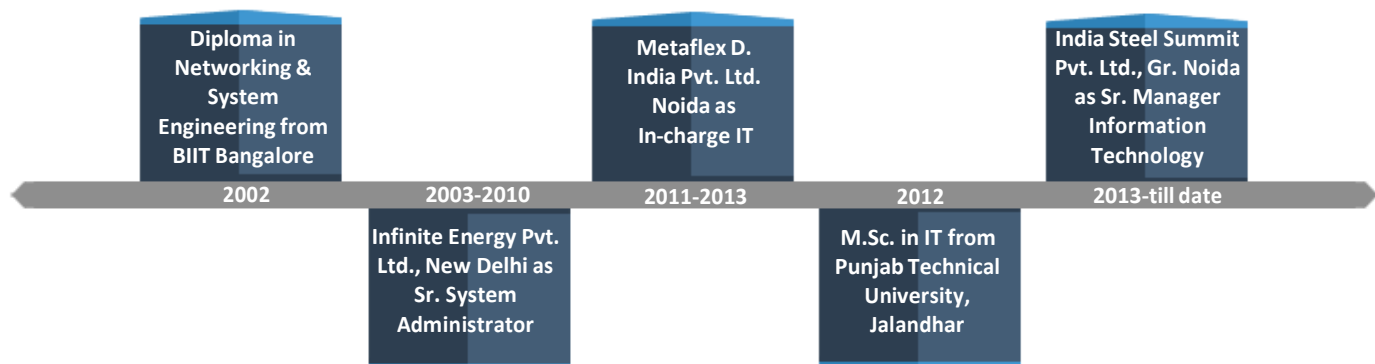 Diploma in
Networking &
System
Engineering from
BIIT Bangalore
Metaflex D.
India Pvt. Ltd.
Noida as
In-charge IT
India Steel Summit
Pvt. Ltd., Gr. Noida
as Sr. Manager
Information
Technology
2002
2003-2010
2011-2013
2012
2013-till date
Infinite Energy Pvt.
Ltd., New Delhi as
Sr. System
Administrator
M.Sc. in IT from
Punjab Technical
University,
Jalandhar